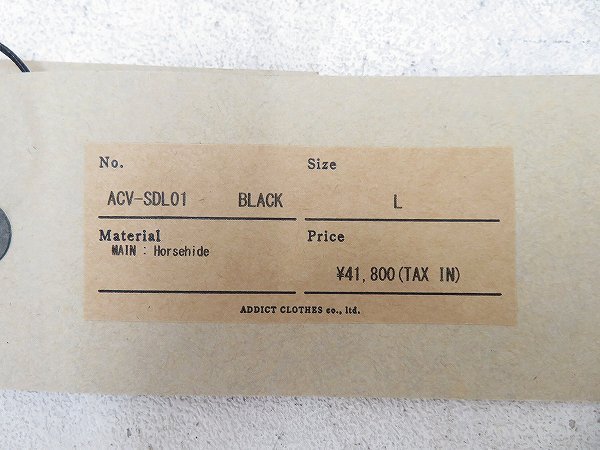 No. Size
ACV-SDL01 BLACK L
Material Price
MAIN : Horsehide
¥41,800(TAX IN)
ADDICT CLOTHES co., ltd.